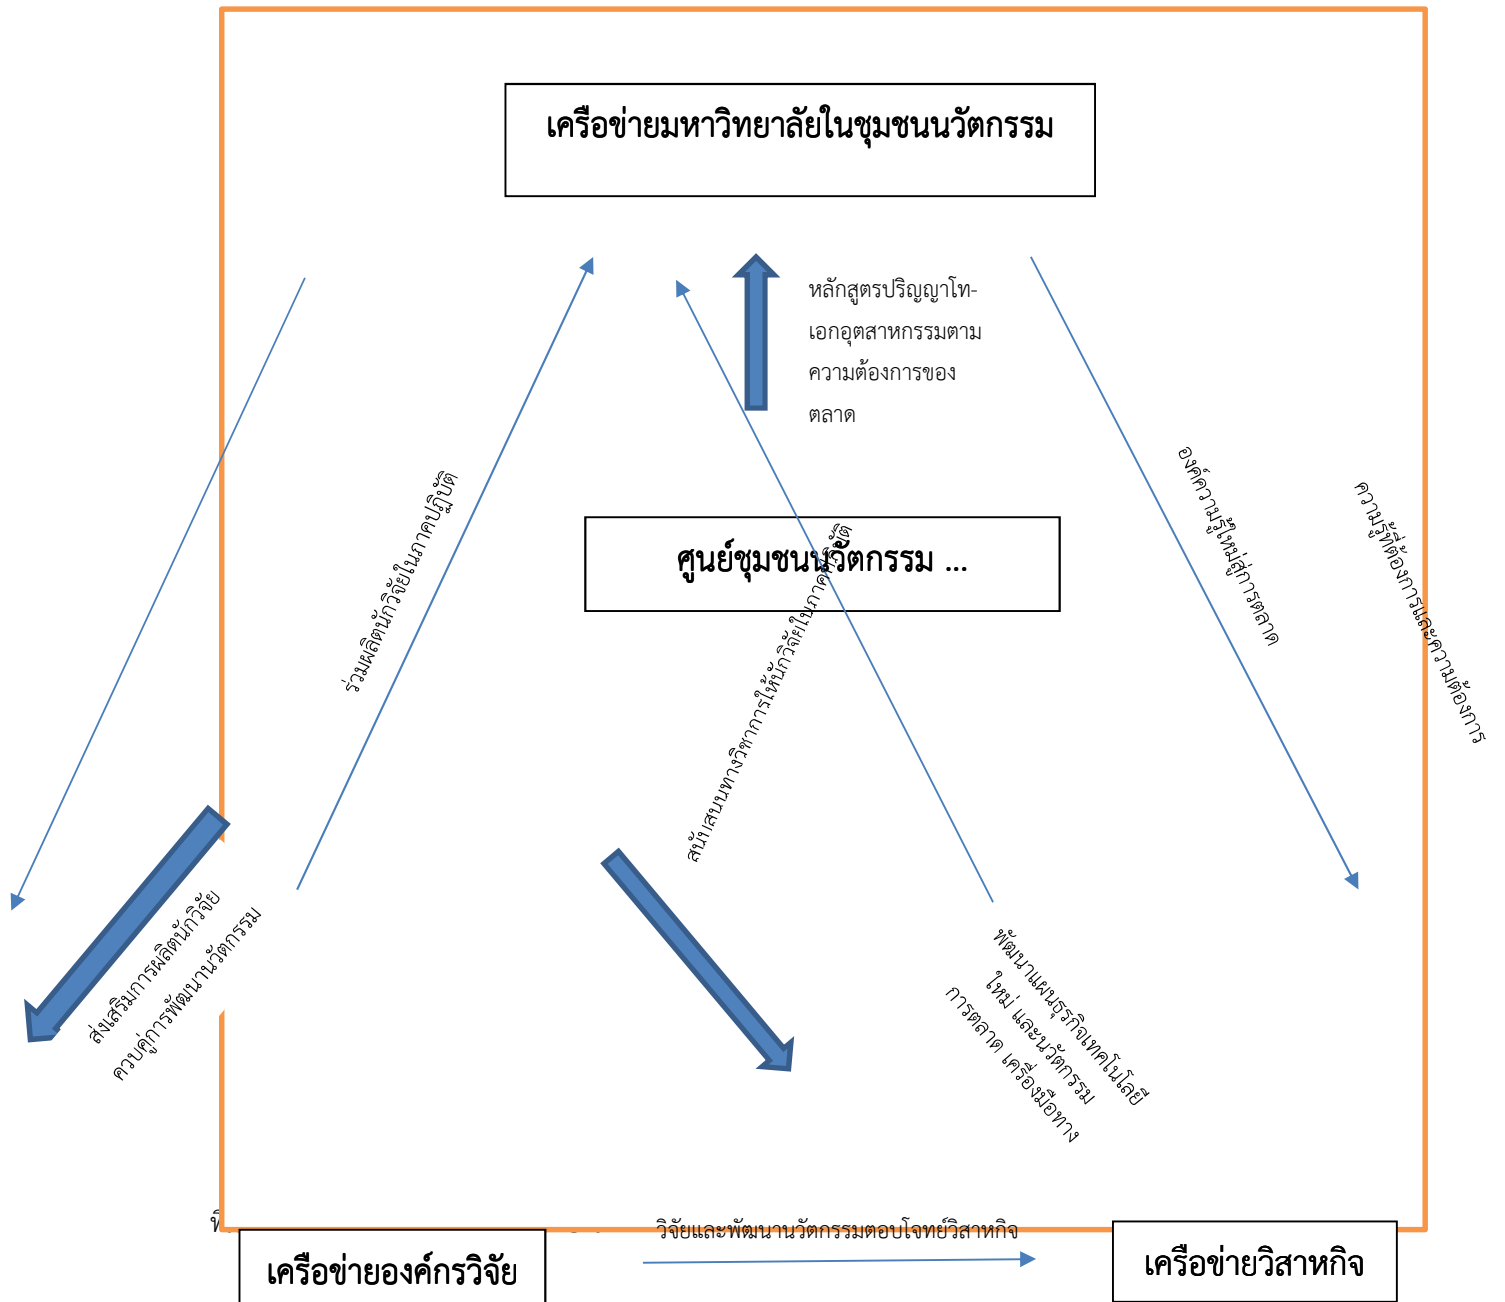 เครือข่ายมหาวิทยาลัยในชุมชนนวัตกรรม
หลักสูตรปริญญาโท-
เอกอุตสาหกรรมตาม
ความต้องการของ
ตลาด
ร่วมผลิตนักวิจัยในภาคปฏิบัติ
ศูนย์ชุมชนนวัตกรรม ...
สนับสนนทางวิชาการให้นักวิจัยในภาคปฏิบัติ
องค์ความรู้ใหม่สู่การตลาด
ความรู้ที่ต้องการและความต้องการ
ส่งเสริมการผลิตนักวิจัย
ควบคู่การพัฒนานวัตกรรม
พัฒนาแผนธุรกิจเทคโนโลยี
ใหม่ และนวัตกรรม
การตลาด เครื่องมือทาง
วิจัยและพัฒนานวัตกรรมตอบโจทย์วิสาหกิจ
เครือข่ายองค์กรวิจัย
เครือข่ายวิสาหกิจ